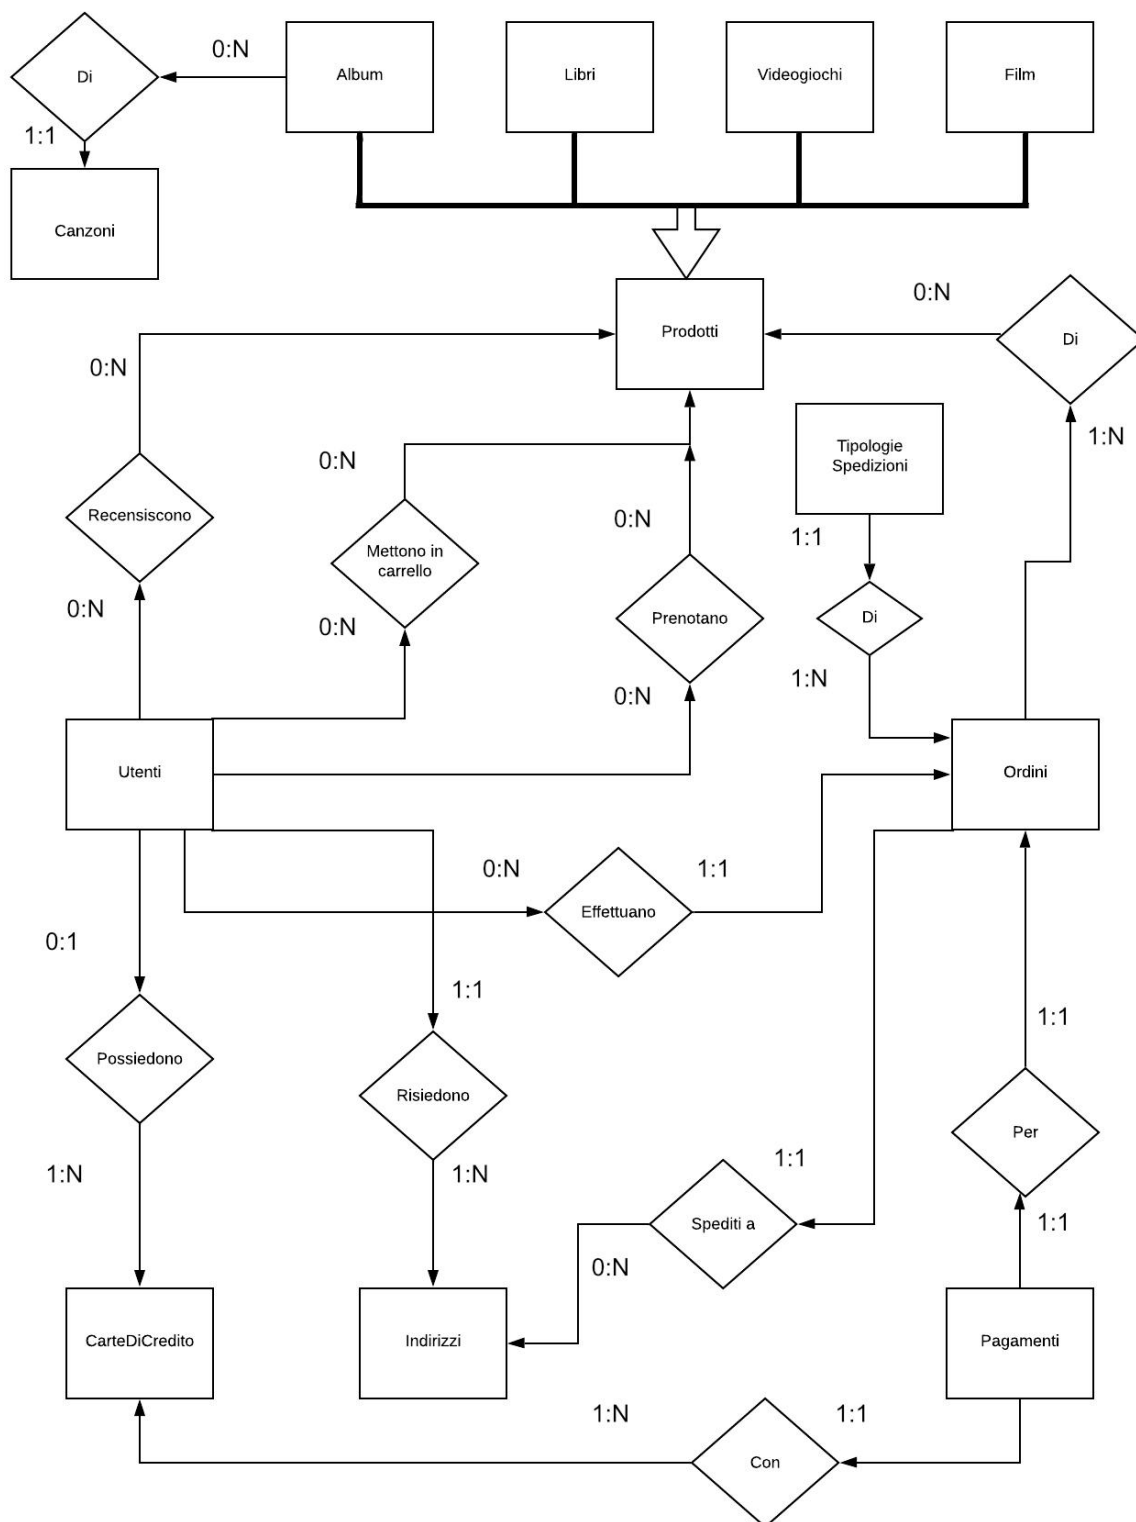 0:N
Di
Album
Libri
Videogiochi
Film
1:1
Canzoni
0:N
Prodotti
Di
0:N
1:N
Tipologie
Spedizioni
0:N
Recensiscono
0:N
1:1
Mettono in
carrello
0:N
0:N
Prenotano
Di
0:N
1:N
0:N
Utenti
Ordini
0:N
1:1
Effettuano
0:1
1:1
1:1
Possiedono
Risiedono
Per
1:N
1:N
1:1
Spediti a
1:1
0:N
CarteDiCredito
Indirizzi
Pagamenti
1:N
1:1
Con